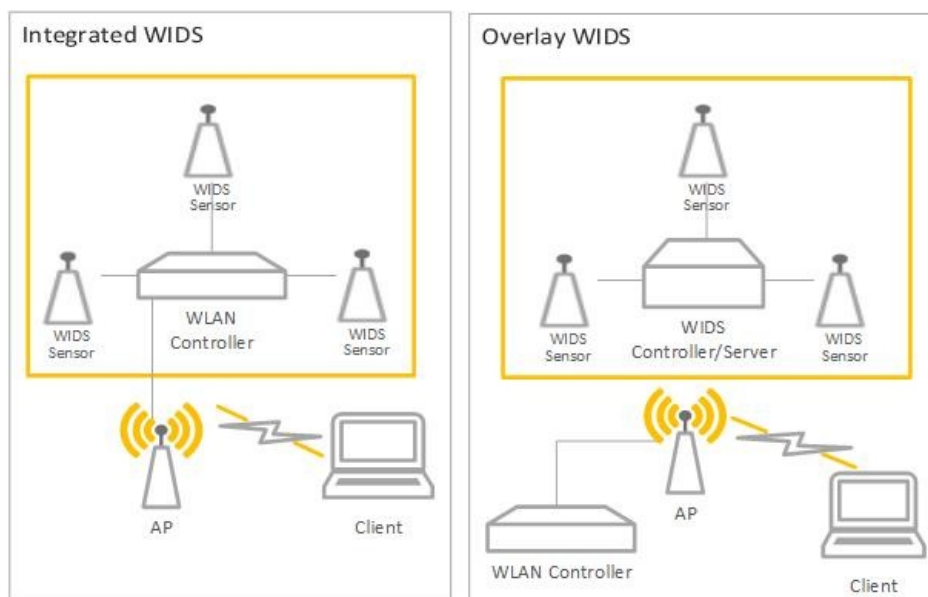 Integrated WIDS
WIDS
Sensor
WIDS
Sensor
WLAN
Controller
WIDS
Sensor
AP
Client
Overlay WIDS
WIDS
Sensor
WIDS
Sensor
WIDS
Controller/Server
WIDS
Sensor
AP
WLAN Controller
Client